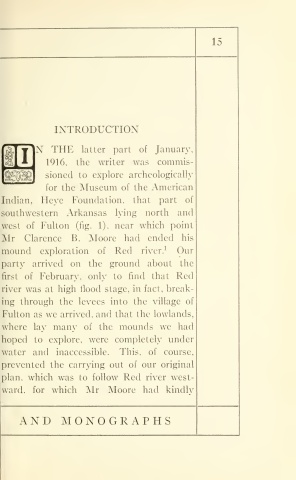 15
INTRODUCTION
IN THE latter part of January,
1916, the writer was commis-
sioned to explore archeologically
for the Museum of the American
Indian, Heye Foundation, that part of
southwestern Arkansas lying north and
west of Fulton (fig. 1), near which point
Mr Clarence B. Moore had ended his
mound exploration of Red river.¹ Our
party arrived on the ground about the
first of February, only to find that Red
river was at high flood stage, in fact, break-
ing through the levees into the village of
Fulton as we arrived, and that the lowlands,
where lay many of the mounds we had
hoped to explore, were completely under
water and inaccessible. This, of course,
prevented the carrying out of our original
plan, which was to follow Red river west-
ward, for which Mr Moore had kindly
AND MONOGRAPHS